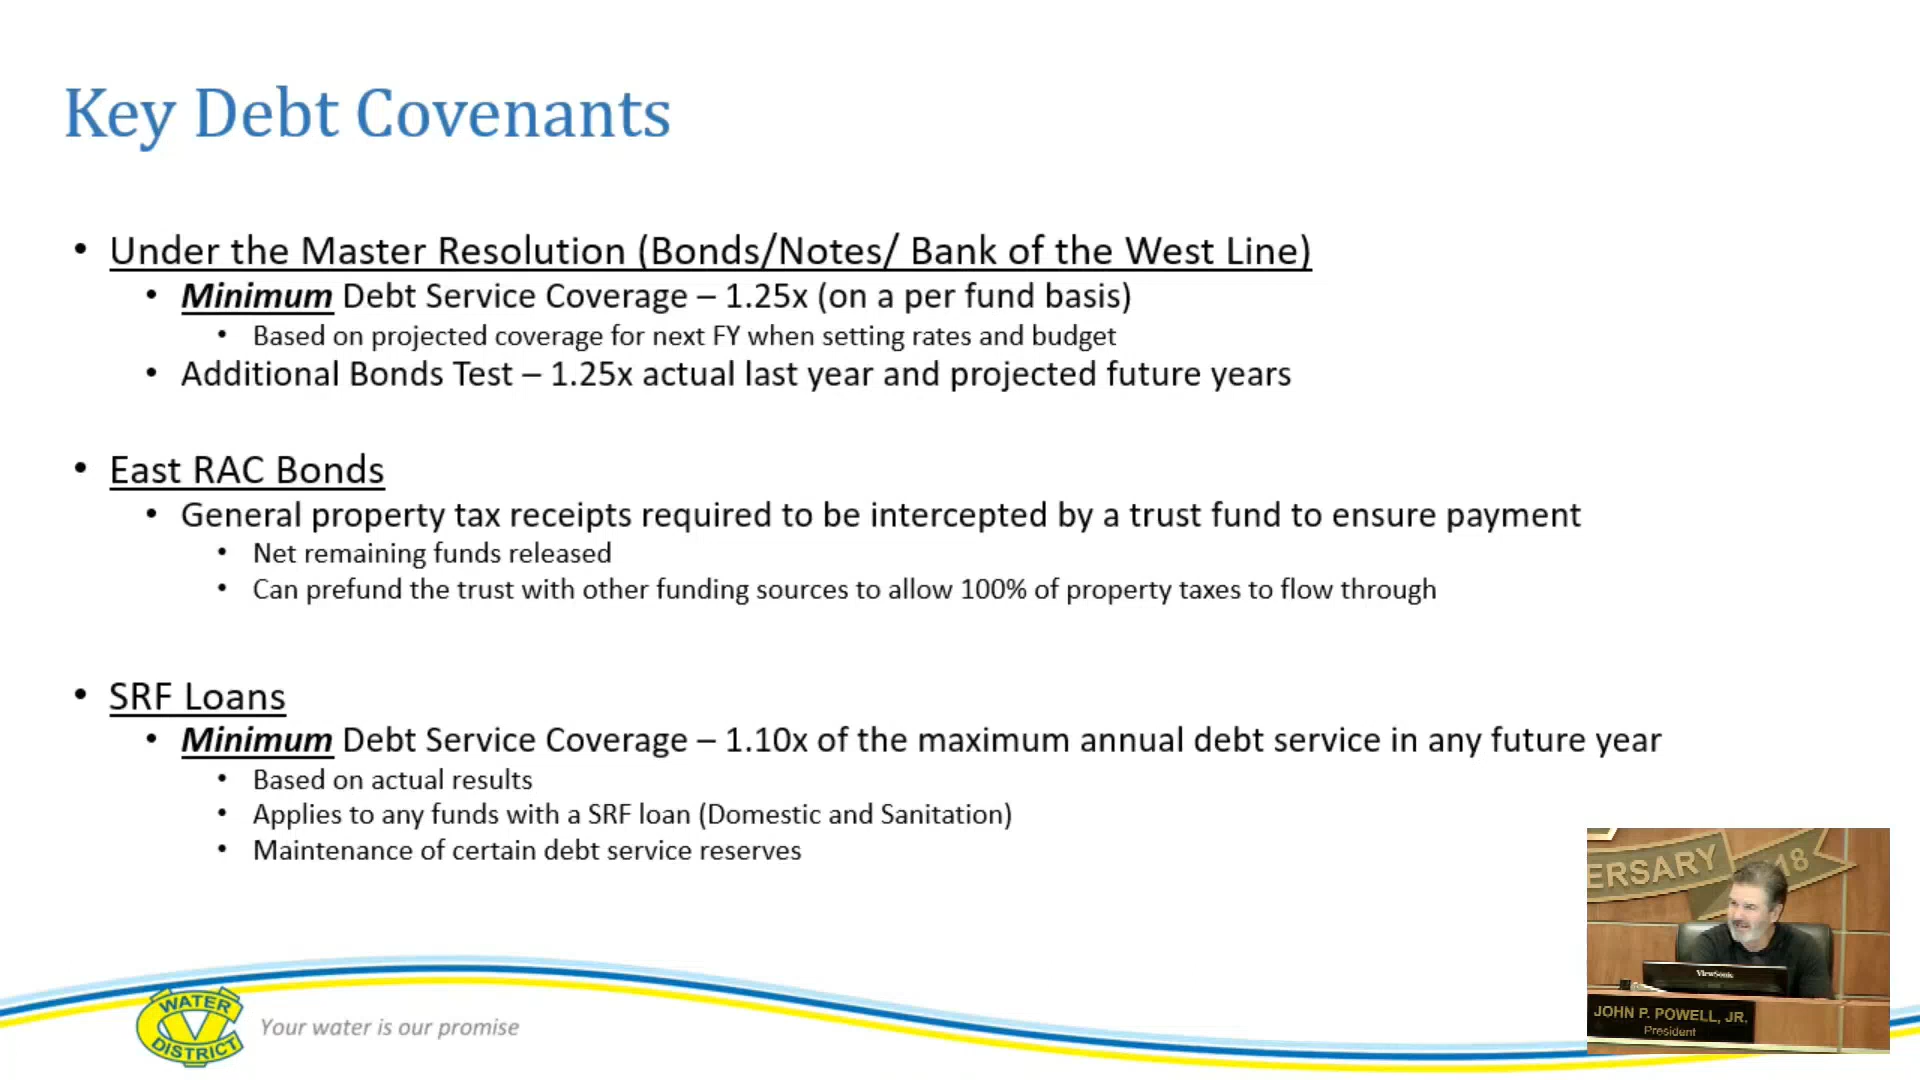 Key Debt Covenants
• Under the Master Resolution (Bonds/Notes/ Bank of the West Line)
• Minimum Debt Service Coverage – 1.25x (on a per fund basis)
• Based on projected coverage for next FY when setting rates and budget
• Additional Bonds Test – 1.25x actual last year and projected future years
• East RAC Bonds
• General property tax receipts required to be intercepted by a trust fund to ensure payment
• Net remaining funds released
• Can prefund the trust with other funding sources to allow 100% of property taxes to flow through
• SRF Loans
• Minimum Debt Service Coverage – 1.10x of the maximum annual debt service in any future year
• Based on actual results
• Applies to any funds with a SRF loan (Domestic and Sanitation)
• Maintenance of certain debt service reserves
ERSARY 18
ViewSonic
JOHN P. POWELL, JR.
President
WATER
CV
DISTRICT
Your water is our promise